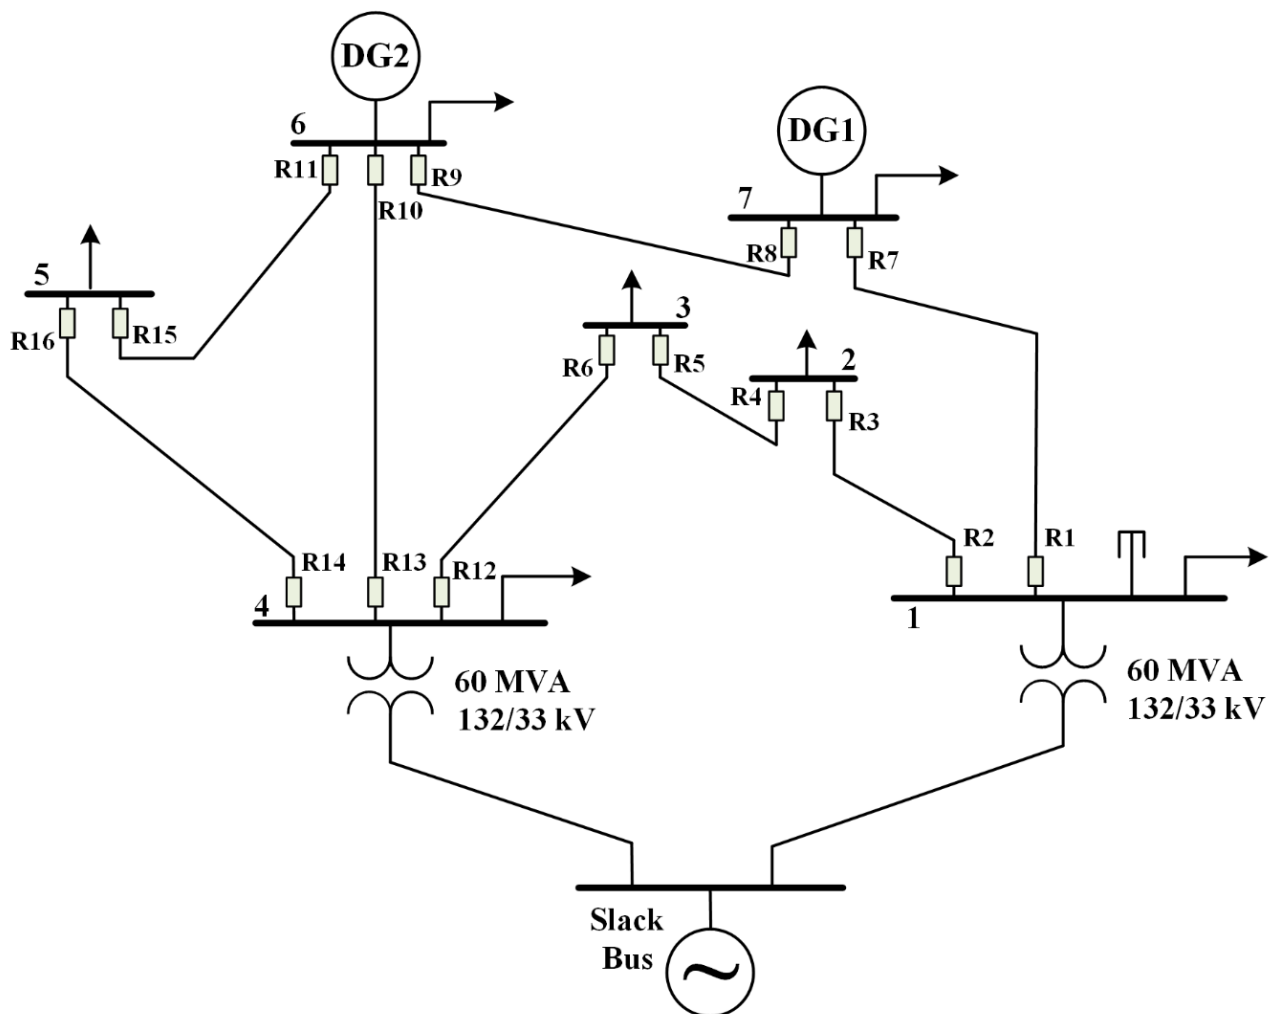 DG2
6
R11
R9
R10
DG1
7
R8
R7
5
R16
R15
3
R6
R5
2
R4
R3
R14
R13
R12
4
R2
R1
1
60 MVA
132/33 kV
60 MVA
132/33 kV
Slack
Bus
~